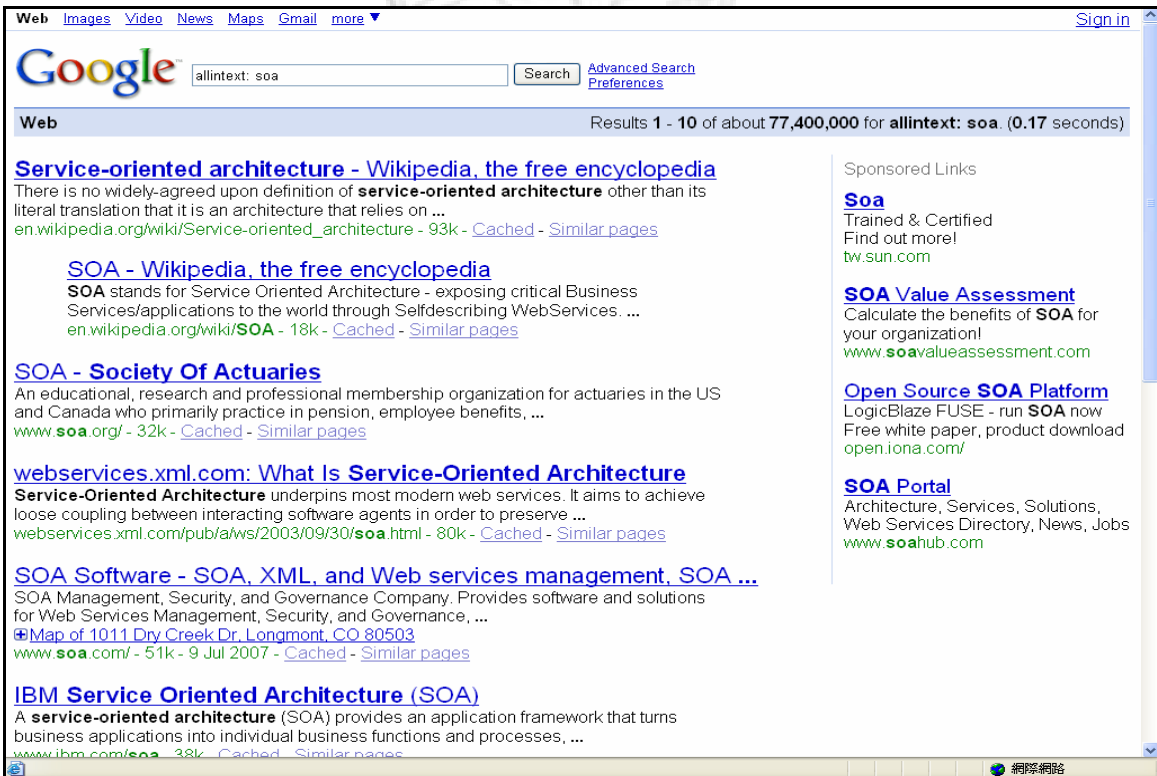 Web Images Video News Maps Gmail more ▼ Sign in
Google™ allintext: soa Search Advanced Search
Preferences
Web Results 1 - 10 of about 77,400,000 for allintext: soa. (0.17 seconds)
Service-oriented architecture - Wikipedia, the free encyclopedia
There is no widely-agreed upon definition of service-oriented architecture other than its
literal translation that it is an architecture that relies on ...
en.wikipedia.org/wiki/Service-oriented_architecture - 93k - Cached - Similar pages
SOA - Wikipedia, the free encyclopedia
SOA stands for Service Oriented Architecture - exposing critical Business
Services/applications to the world through Selfdescribing WebServices. ...
en.wikipedia.org/wiki/SOA - 18k - Cached - Similar pages
SOA - Society Of Actuaries
An educational, research and professional membership organization for actuaries in the US
and Canada who primarily practice in pension, employee benefits, ...
www.soa.org/ - 32k - Cached - Similar pages
webservices.xml.com: What Is Service-Oriented Architecture
Service-Oriented Architecture underpins most modern web services. It aims to achieve
loose coupling between interacting software agents in order to preserve ...
webservices.xml.com/pub/a/ws/2003/09/30/soa.html - 80k - Cached - Similar pages
SOA Software - SOA, XML, and Web services management, SOA ...
SOA Management, Security, and Governance Company. Provides software and solutions
for Web Services Management, Security, and Governance, ...
Map of 1011 Dry Creek Dr, Longmont, CO 80503
www.soa.com/ - 51k - 9 Jul 2007 - Cached - Similar pages
IBM Service Oriented Architecture (SOA)
A service-oriented architecture (SOA) provides an application framework that turns
business applications into individual business functions and processes, ...
www.ibm.com/soa - 38k - Cached - Similar pages
Sponsored Links
Soa
Trained & Certified
Find out more!
tw.sun.com
SOA Value Assessment
Calculate the benefits of SOA for
your organization!
www.soavalueassessment.com
Open Source SOA Platform
LogicBlaze FUSE - run SOA now
Free white paper, product download
open.iona.com/
SOA Portal
Architecture, Services, Solutions,
Web Services Directory, News, Jobs
www.soahub.com
網際網路